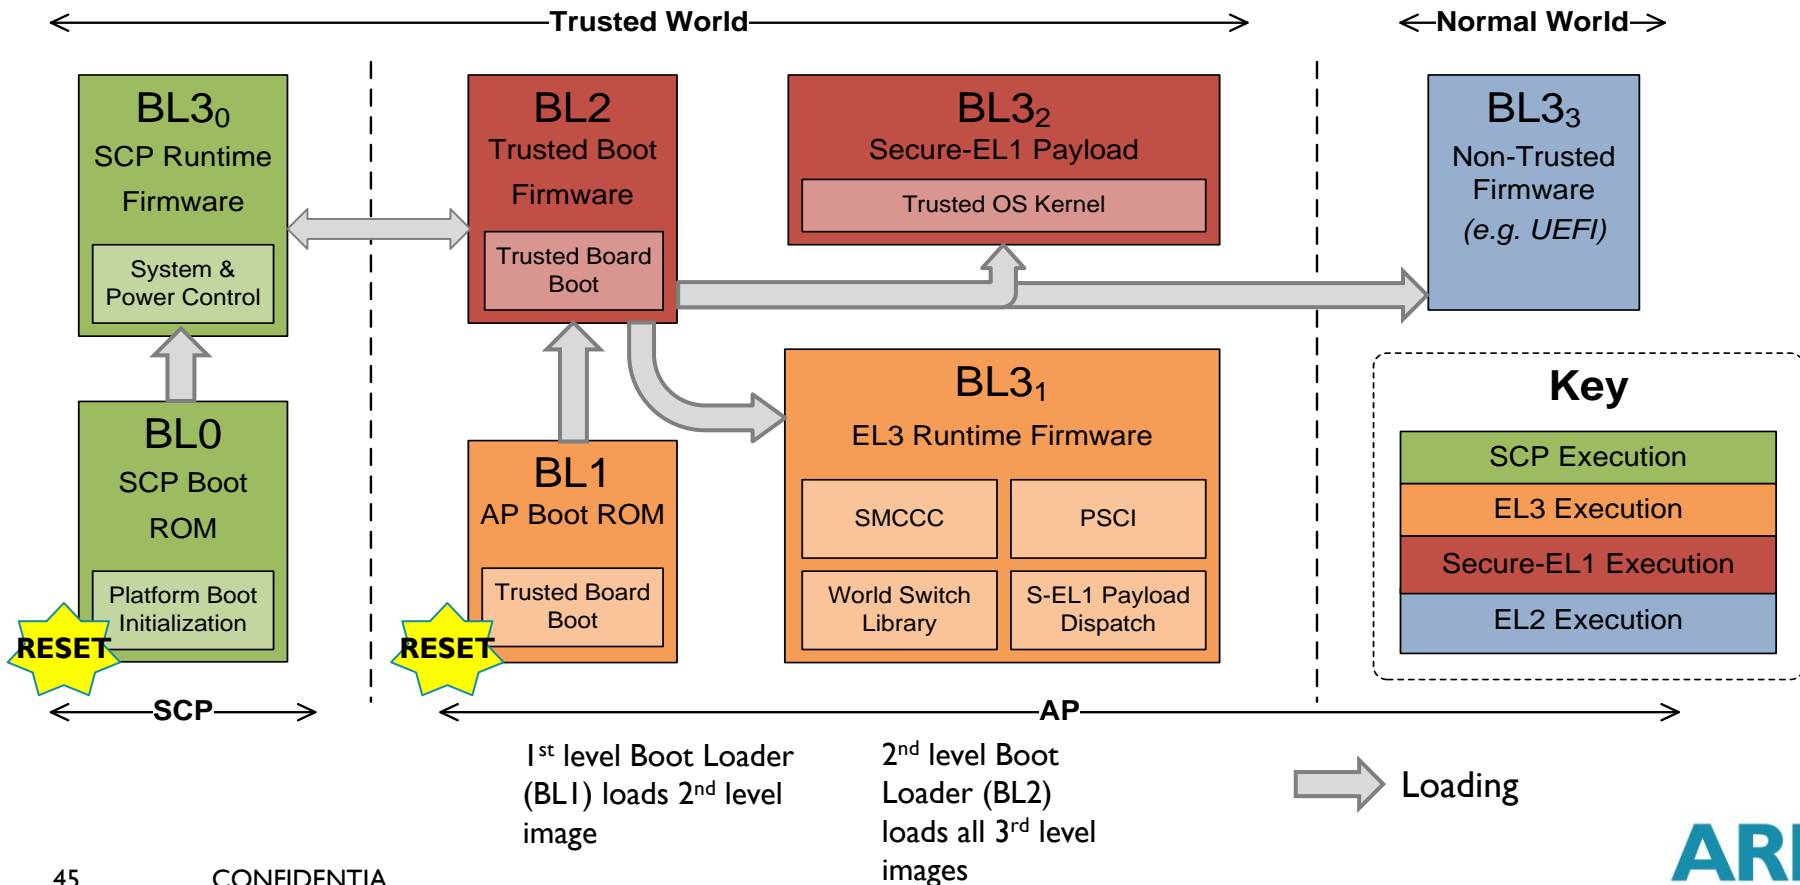 Trusted World
Normal World
BL3₀
SCP Runtime
Firmware
System &
Power Control
BL2
Trusted Boot
Firmware
Trusted Board
Boot
BL3₂
Secure-EL1 Payload
Trusted OS Kernel
BL3₃
Non-Trusted
Firmware
(e.g. UEFI)
BL0
SCP Boot
ROM
Platform Boot
Initialization
RESET
BL1
AP Boot ROM
Trusted Board
Boot
RESET
BL3₁
EL3 Runtime Firmware
SMCCC
PSCI
World Switch
Library
S-EL1 Payload
Dispatch
Key
SCP Execution
EL3 Execution
Secure-EL1 Execution
EL2 Execution
SCP
AP
1st level Boot Loader
(BL1) loads 2nd level
image
2nd level Boot
Loader (BL2)
loads all 3rd level
images
Loading
45
CONFIDENTIA